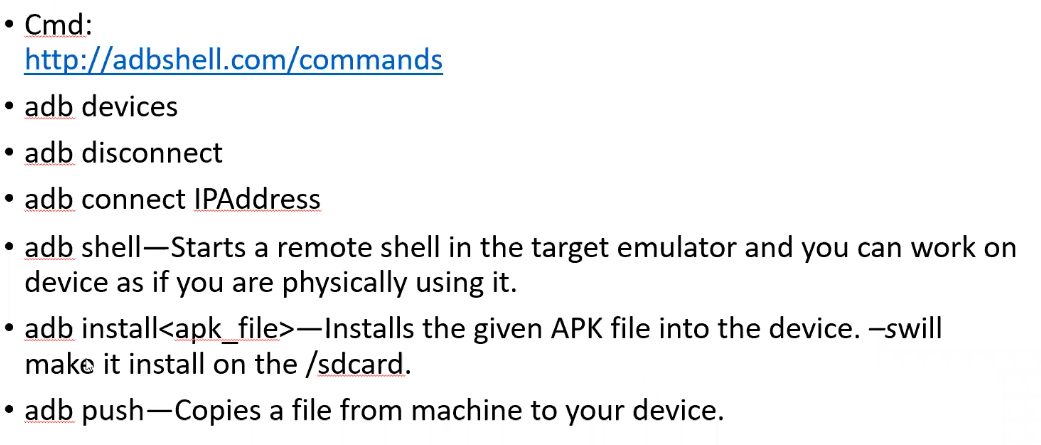 • Cmd:
http://adbshell.com/commands
• adb devices
• adb disconnect
• adb connect IPAddress
• adb shell—Starts a remote shell in the target emulator and you can work on
device as if you are physically using it.
• adb install<apk_file>—Installs the given APK file into the device. –swill
make it install on the /sdcard.
• adb push—Copies a file from machine to your device.